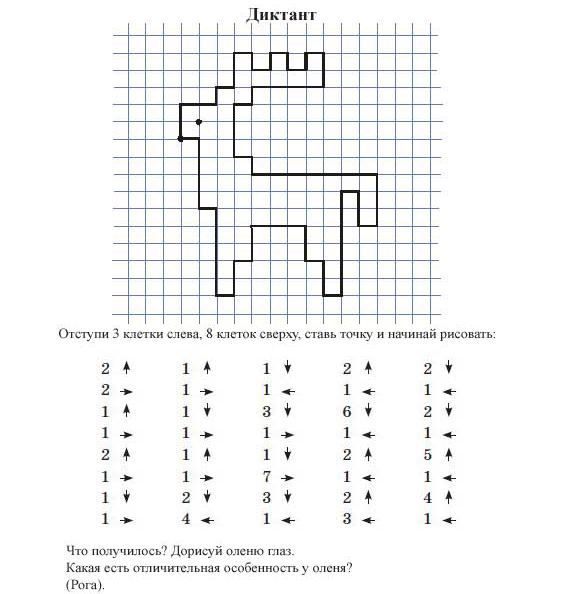 Диктант
Отступи 3 клетки слева, 8 клеток сверху, ставь точку и начинай рисовать:
2 ↑ 1 ↑ 1 ↓ 2 ↑ 2 ↓
2 → 1 → 1 ← 1 ← 1 ←
1 ↑ 1 ↓ 3 ↓ 6 ↓ 2 ↓
1 → 1 → 1 → 1 ← 1 ←
2 ↑ 1 ↑ 1 ↓ 2 ↑ 5 ↑
1 → 1 → 7 → 1 ← 1 ←
1 ↓ 2 ↓ 3 ↓ 2 ↑ 4 ↑
1 → 4 ← 1 ← 3 ← 1 ←
Что получилось? Дорисуй оленю глаз.
Какая есть отличительная особенность у оленя?
(Рога).